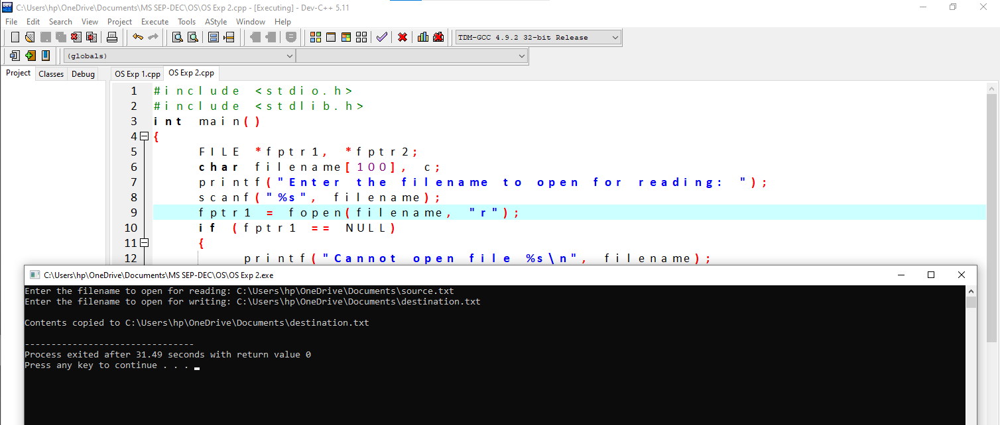 C:\Users\hp\OneDrive\Documents\MS SEP-DEC\OS\OS Exp 2.cpp - [Executing] - Dev-C++ 5.11
File Edit Search View Project Execute Tools AStyle Window Help
TDM-GCC 4.9.2 32-bit Release
(globals)
Project Classes Debug OS Exp 1.cpp OS Exp 2.cpp
1 #include <stdio.h>
2 #include <stdlib.h>
3 int main()
4 {
5 FILE *fptr1, *fptr2;
6 char filename[100], c;
7 printf("Enter the filename to open for reading: ");
8 scanf("%s", filename);
9 fptr1 = fopen(filename, "r");
10 if (fptr1 == NULL)
11 {
12 printf("Cannot open file %s\n", filename);
C:\Users\hp\OneDrive\Documents\MS SEP-DEC\OS\OS Exp 2.exe
Enter the filename to open for reading: C:\Users\hp\OneDrive\Documents\source.txt
Enter the filename to open for writing: C:\Users\hp\OneDrive\Documents\destination.txt
Contents copied to C:\Users\hp\OneDrive\Documents\destination.txt
--------------------------------
Process exited after 31.49 seconds with return value 0
Press any key to continue . . .